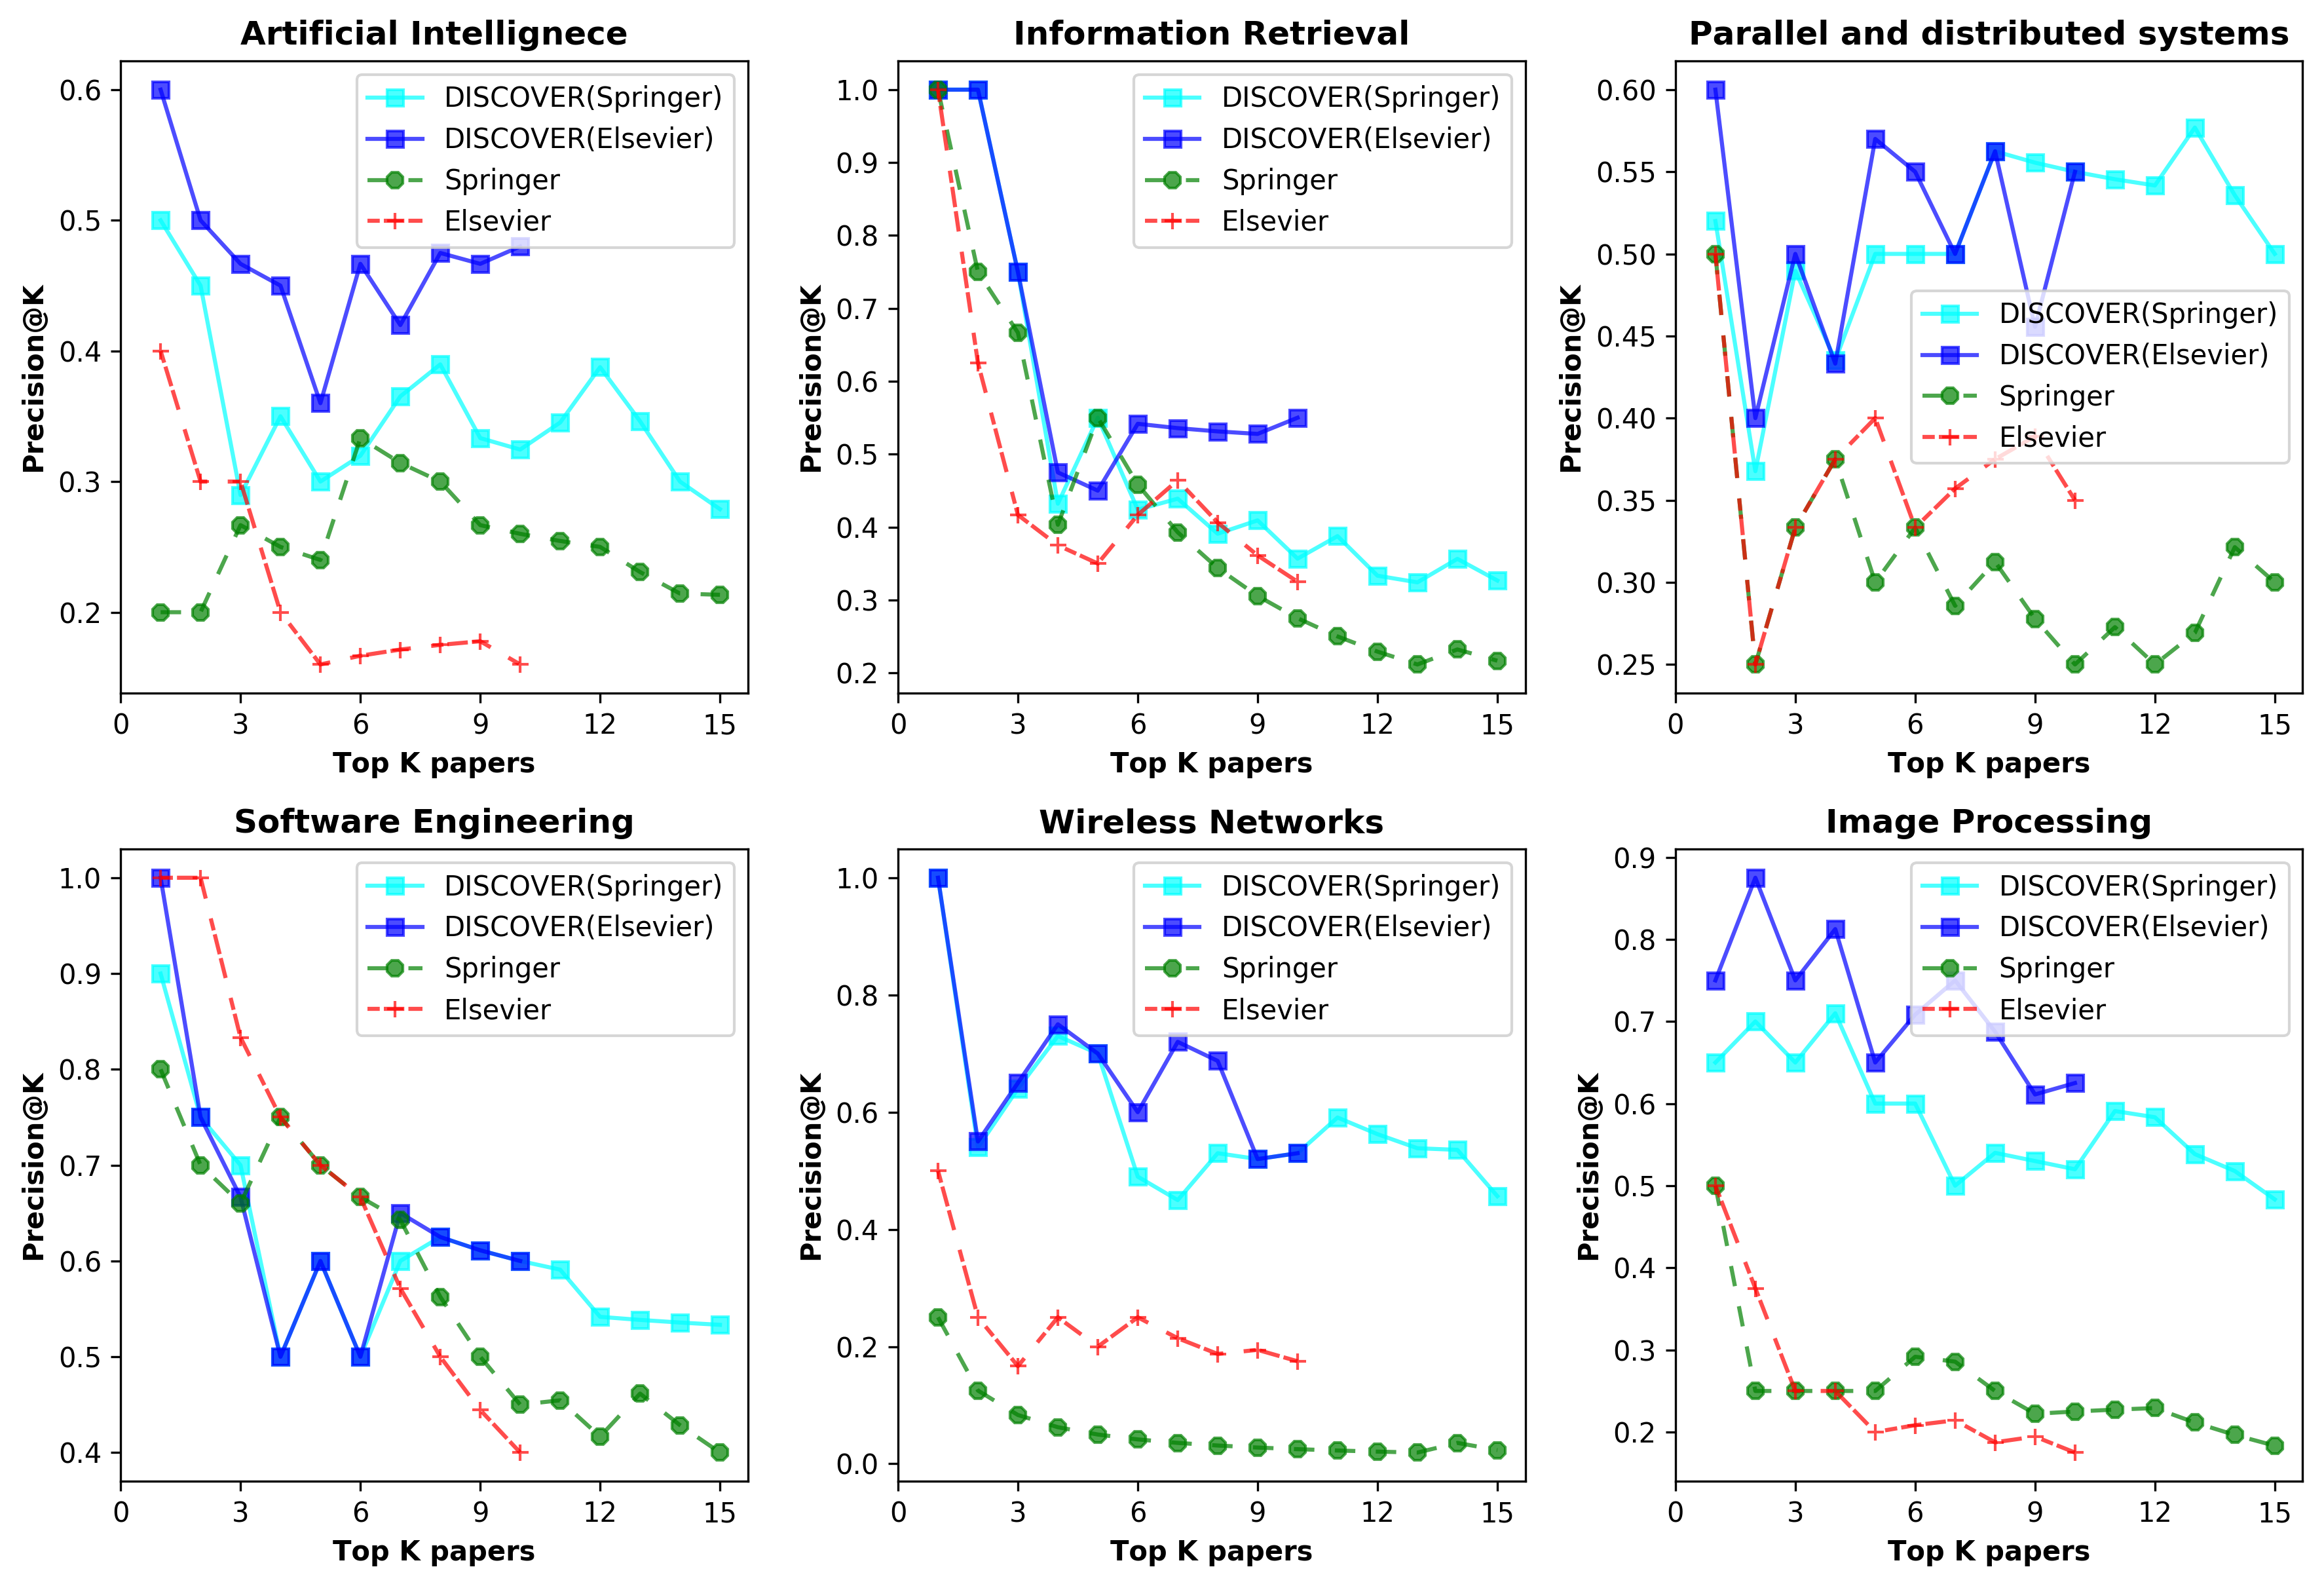 Artificial Intellignece
Precision@K
0.6
0.5
0.4
0.3
0.2
DISCOVER(Springer)
DISCOVER(Elsevier)
Springer
Elsevier
0 3 6 9 12 15
Top K papers
Information Retrieval
Precision@K
1.0
0.9
0.8
0.7
0.6
0.5
0.4
0.3
0.2
DISCOVER(Springer)
DISCOVER(Elsevier)
Springer
Elsevier
0 3 6 9 12 15
Top K papers
Parallel and distributed systems
Precision@K
0.60
0.55
0.50
0.45
0.40
0.35
0.30
0.25
DISCOVER(Springer)
DISCOVER(Elsevier)
Springer
Elsevier
0 3 6 9 12 15
Top K papers
Software Engineering
Precision@K
1.0
0.9
0.8
0.7
0.6
0.5
0.4
DISCOVER(Springer)
DISCOVER(Elsevier)
Springer
Elsevier
0 3 6 9 12 15
Top K papers
Wireless Networks
Precision@K
1.0
0.8
0.6
0.4
0.2
0.0
DISCOVER(Springer)
DISCOVER(Elsevier)
Springer
Elsevier
0 3 6 9 12 15
Top K papers
Image Processing
Precision@K
0.9
0.8
0.7
0.6
0.5
0.4
0.3
0.2
DISCOVER(Springer)
DISCOVER(Elsevier)
Springer
Elsevier
0 3 6 9 12 15
Top K papers